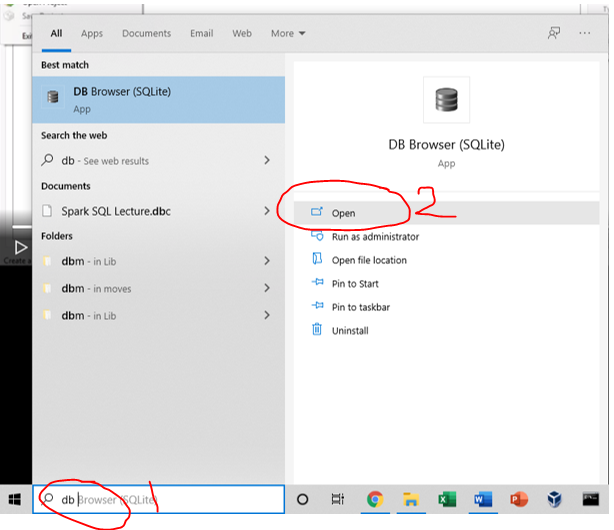 All Apps Documents Email Web More
Best match
DB Browser (SQLite)
App
Search the web
db - See web results
Documents
Spark SQL Lecture.dbc
Folders
dbm - in Lib
dbm - in moves
dbm - in Lib
DB Browser (SQLite)
App
Open
2
Run as administrator
Open file location
Pin to Start
Pin to taskbar
Uninstall
db Browser (SQLite)
1